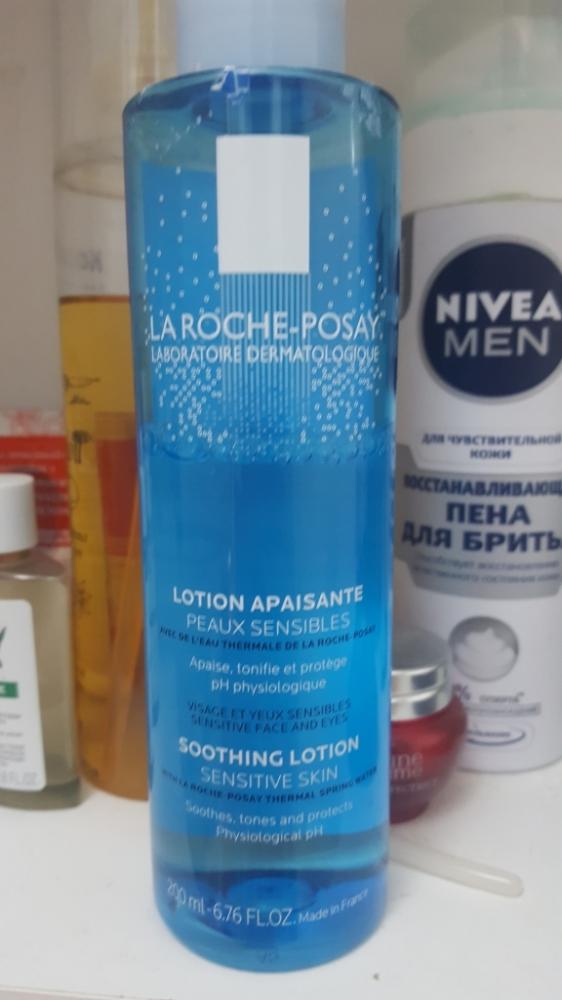 LA ROCHE-POSAY
LABORATOIRE DERMATOLOGIQUE
LOTION APAISANTE
PEAUX SENSIBLES
AVEC DE L'EAU THERMALE DE LA ROCHE-POSAY
Apaise, tonifie et protège
pH physiologique
VISAGE ET YEUX SENSIBLES
SENSITIVE FACE AND EYES
SOOTHING LOTION
SENSITIVE SKIN
WITH LA ROCHE-POSAY THERMAL SPRING WATER
Soothes, tones and protects
Physiological pH
200 ml - 6.76 FL.OZ. Made in France
NIVEA
MEN
ДЛЯ ЧУВСТВИТЕЛЬНОЙ
КОЖИ
ВОССТАНАВЛИВАЮЩ
ПЕНА
ДЛЯ БРИТЬ